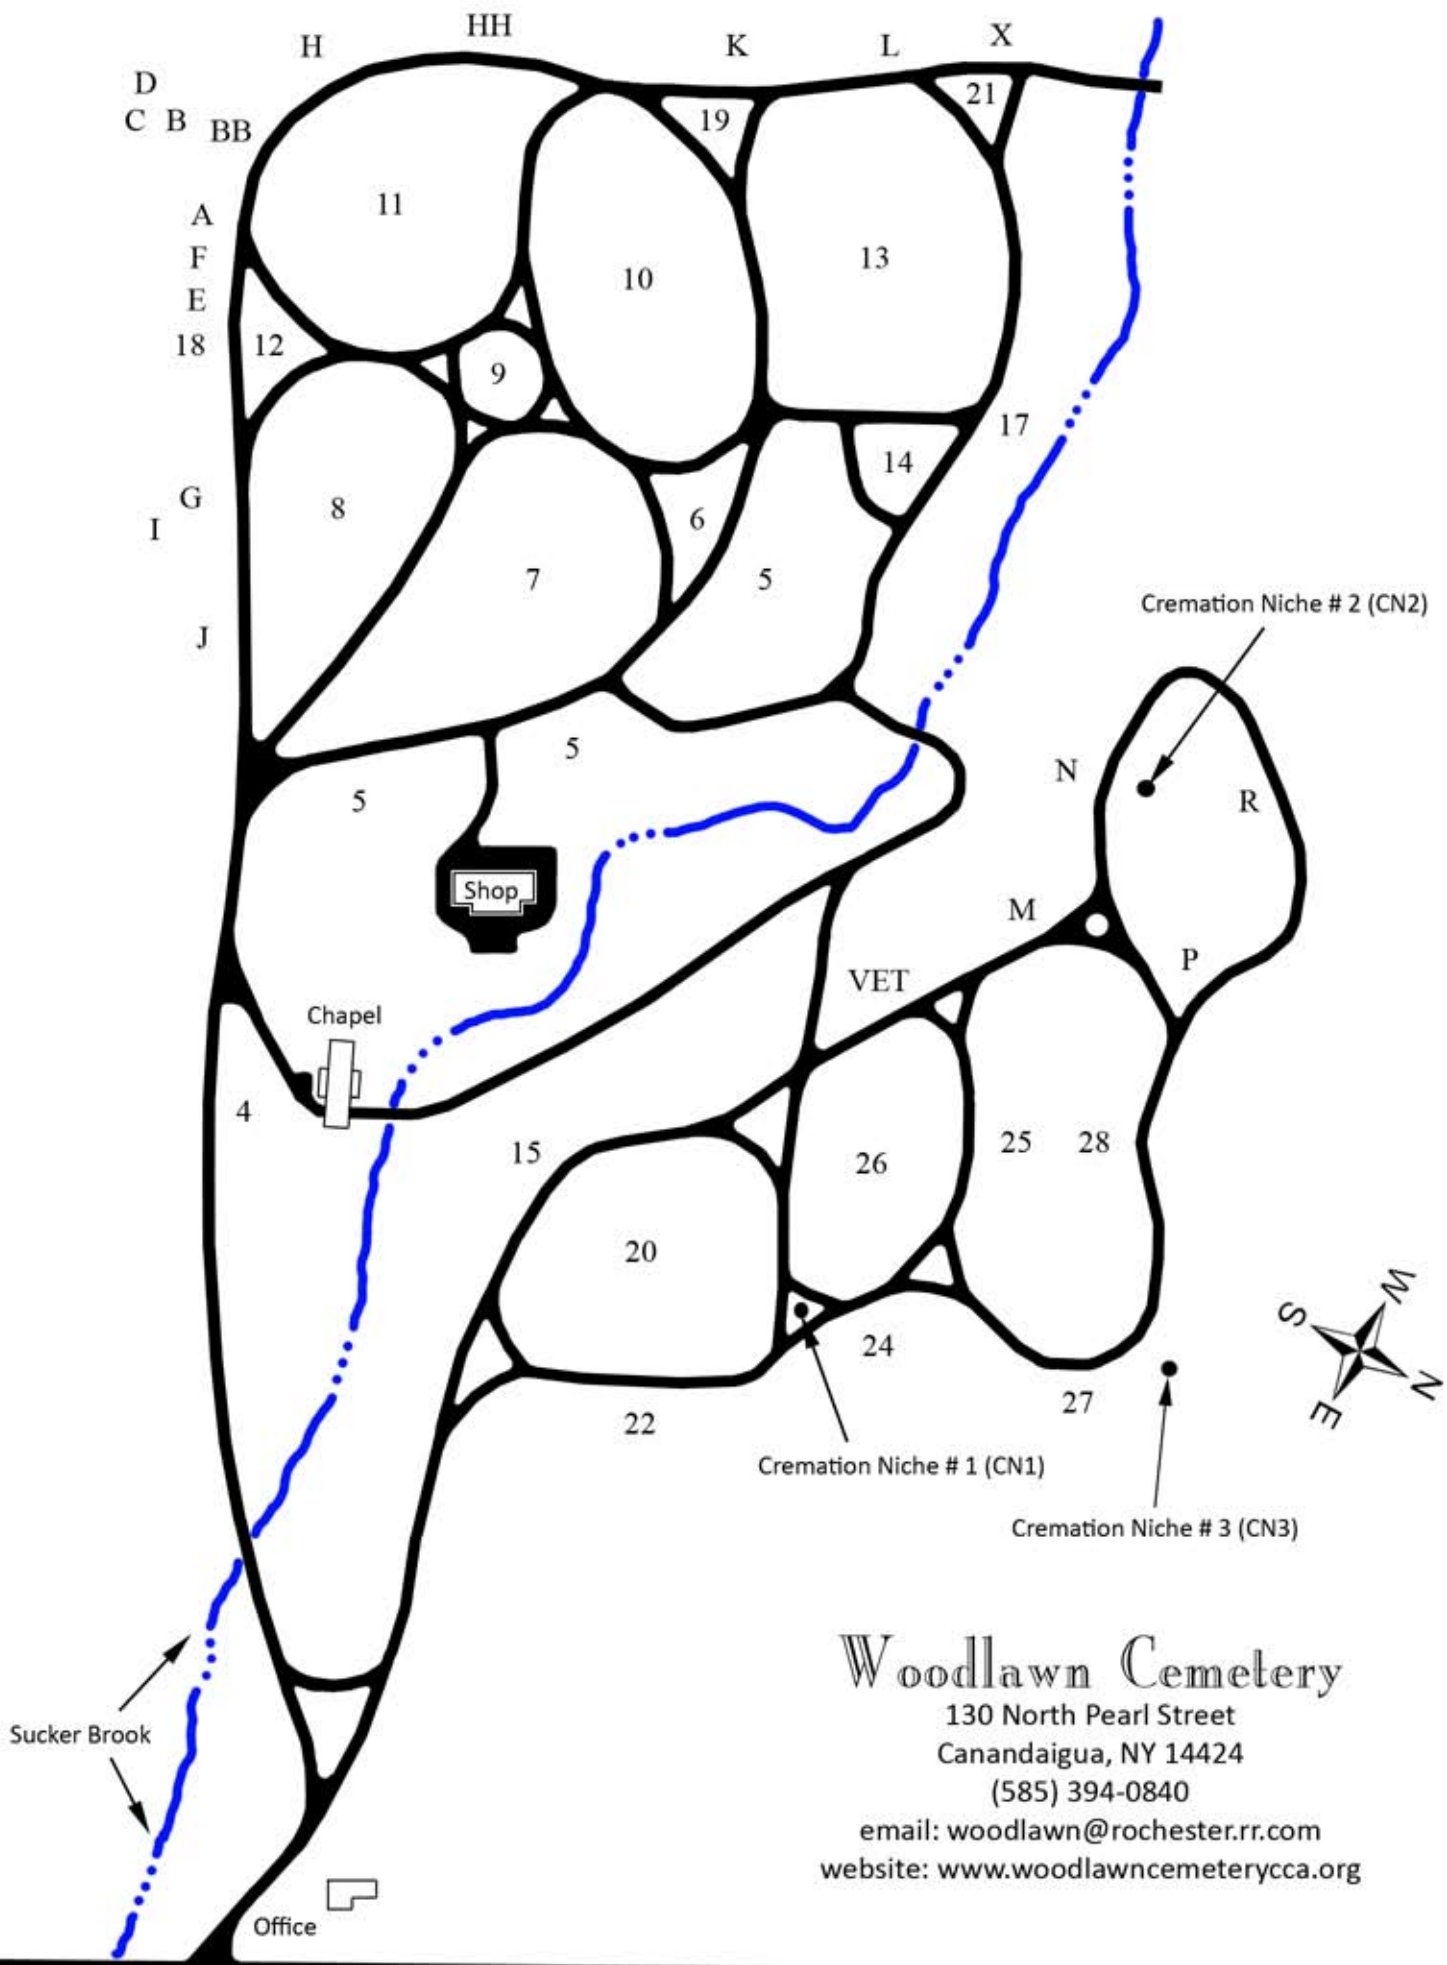 HH
H
K
L
X
D
21
C B BB
19
11
A
F
10
13
E
18
12
9
17
14
G
8
6
I
7
5
Cremation Niche # 2 (CN2)
J
5
N
5
R
Shop
M
P
VET
Chapel
4
15
26
25
28
20
W
S
24
N
27
E
22
Cremation Niche # 1 (CN1)
Cremation Niche # 3 (CN3)
Woodlawn Cemetery
130 North Pearl Street
Sucker Brook
Canandaigua, NY 14424
(585) 394-0840
email: woodlawn@rochester.rr.com
website: www.woodlawncemeterycca.org
Office